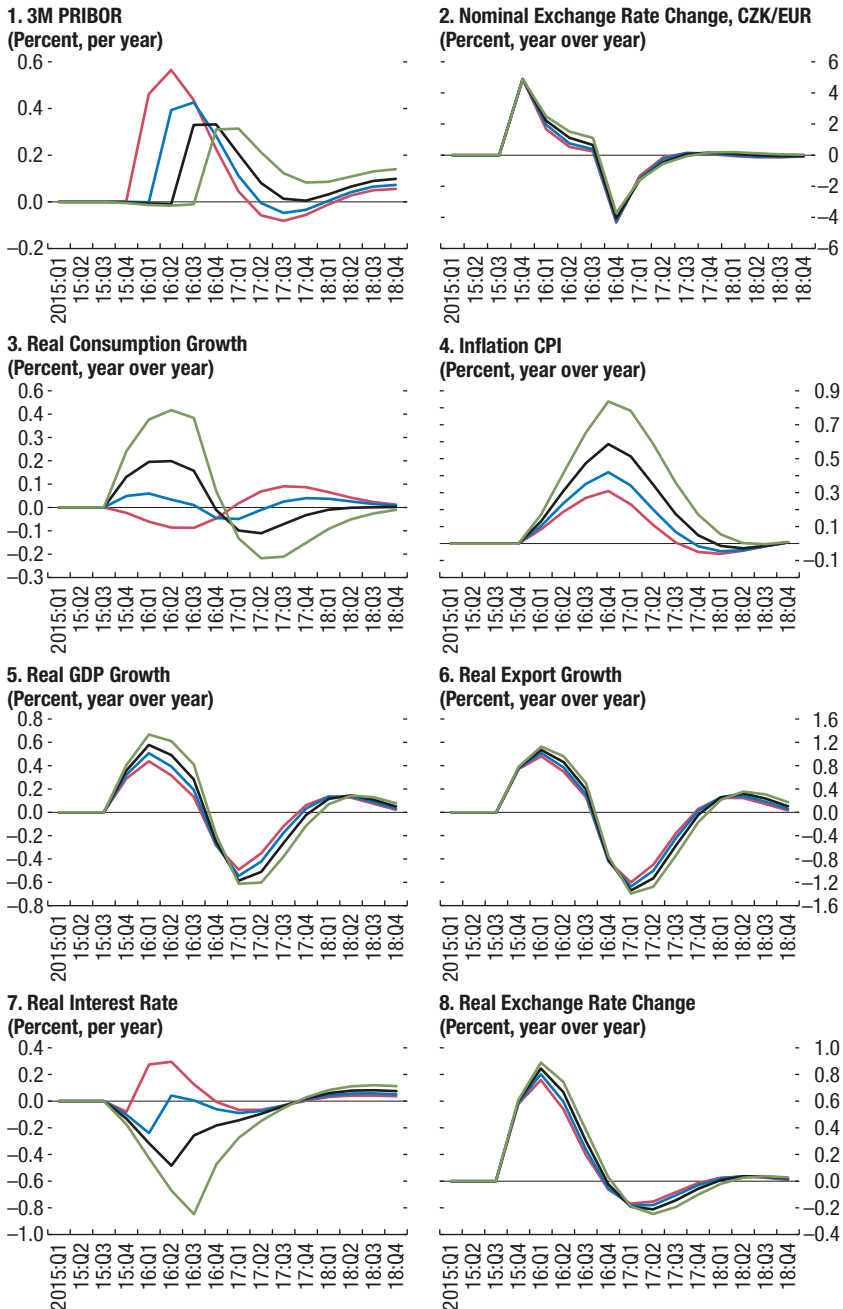 1. 3M PRIBOR
(Percent, per year)
0.6
0.4
0.2
0.0
–0.2
2015:Q1
15:Q2
15:Q3
15:Q4
16:Q1
16:Q2
16:Q3
16:Q4
17:Q1
17:Q2
17:Q3
17:Q4
18:Q1
18:Q2
18:Q3
18:Q4
2. Nominal Exchange Rate Change, CZK/EUR
(Percent, year over year)
6
4
2
0
–2
–4
–6
2015:Q1
15:Q2
15:Q3
15:Q4
16:Q1
16:Q2
16:Q3
16:Q4
17:Q1
17:Q2
17:Q3
17:Q4
18:Q1
18:Q2
18:Q3
18:Q4
3. Real Consumption Growth
(Percent, year over year)
0.6
0.4
0.3
0.2
0.1
0.0
–0.1
–0.2
–0.3
2015:Q1
15:Q2
15:Q3
15:Q4
16:Q1
16:Q2
16:Q3
16:Q4
17:Q1
17:Q2
17:Q3
17:Q4
18:Q1
18:Q2
18:Q3
18:Q4
4. Inflation CPI
(Percent, year over year)
0.9
0.7
0.5
0.3
0.1
–0.1
2015:Q1
15:Q2
15:Q3
15:Q4
16:Q1
16:Q2
16:Q3
16:Q4
17:Q1
17:Q2
17:Q3
17:Q4
18:Q1
18:Q2
18:Q3
18:Q4
5. Real GDP Growth
(Percent, year over year)
0.8
0.6
0.4
0.2
0.0
–0.2
–0.4
–0.6
–0.8
2015:Q1
15:Q2
15:Q3
15:Q4
16:Q1
16:Q2
16:Q3
16:Q4
17:Q1
17:Q2
17:Q3
17:Q4
18:Q1
18:Q2
18:Q3
18:Q4
6. Real Export Growth
(Percent, year over year)
1.6
1.2
0.8
0.4
0.0
–0.4
–0.8
–1.2
–1.6
2015:Q1
15:Q2
15:Q3
15:Q4
16:Q1
16:Q2
16:Q3
16:Q4
17:Q1
17:Q2
17:Q3
17:Q4
18:Q1
18:Q2
18:Q3
18:Q4
7. Real Interest Rate
(Percent, per year)
0.4
0.2
0.0
–0.2
–0.4
–0.6
–0.8
–1.0
2015:Q1
15:Q2
15:Q3
15:Q4
16:Q1
16:Q2
16:Q3
16:Q4
17:Q1
17:Q2
17:Q3
17:Q4
18:Q1
18:Q2
18:Q3
18:Q4
8. Real Exchange Rate Change
(Percent, year over year)
1.0
0.8
0.6
0.4
0.2
0.0
–0.2
–0.4
2015:Q1
15:Q2
15:Q3
15:Q4
16:Q1
16:Q2
16:Q3
16:Q4
17:Q1
17:Q2
17:Q3
17:Q4
18:Q1
18:Q2
18:Q3
18:Q4